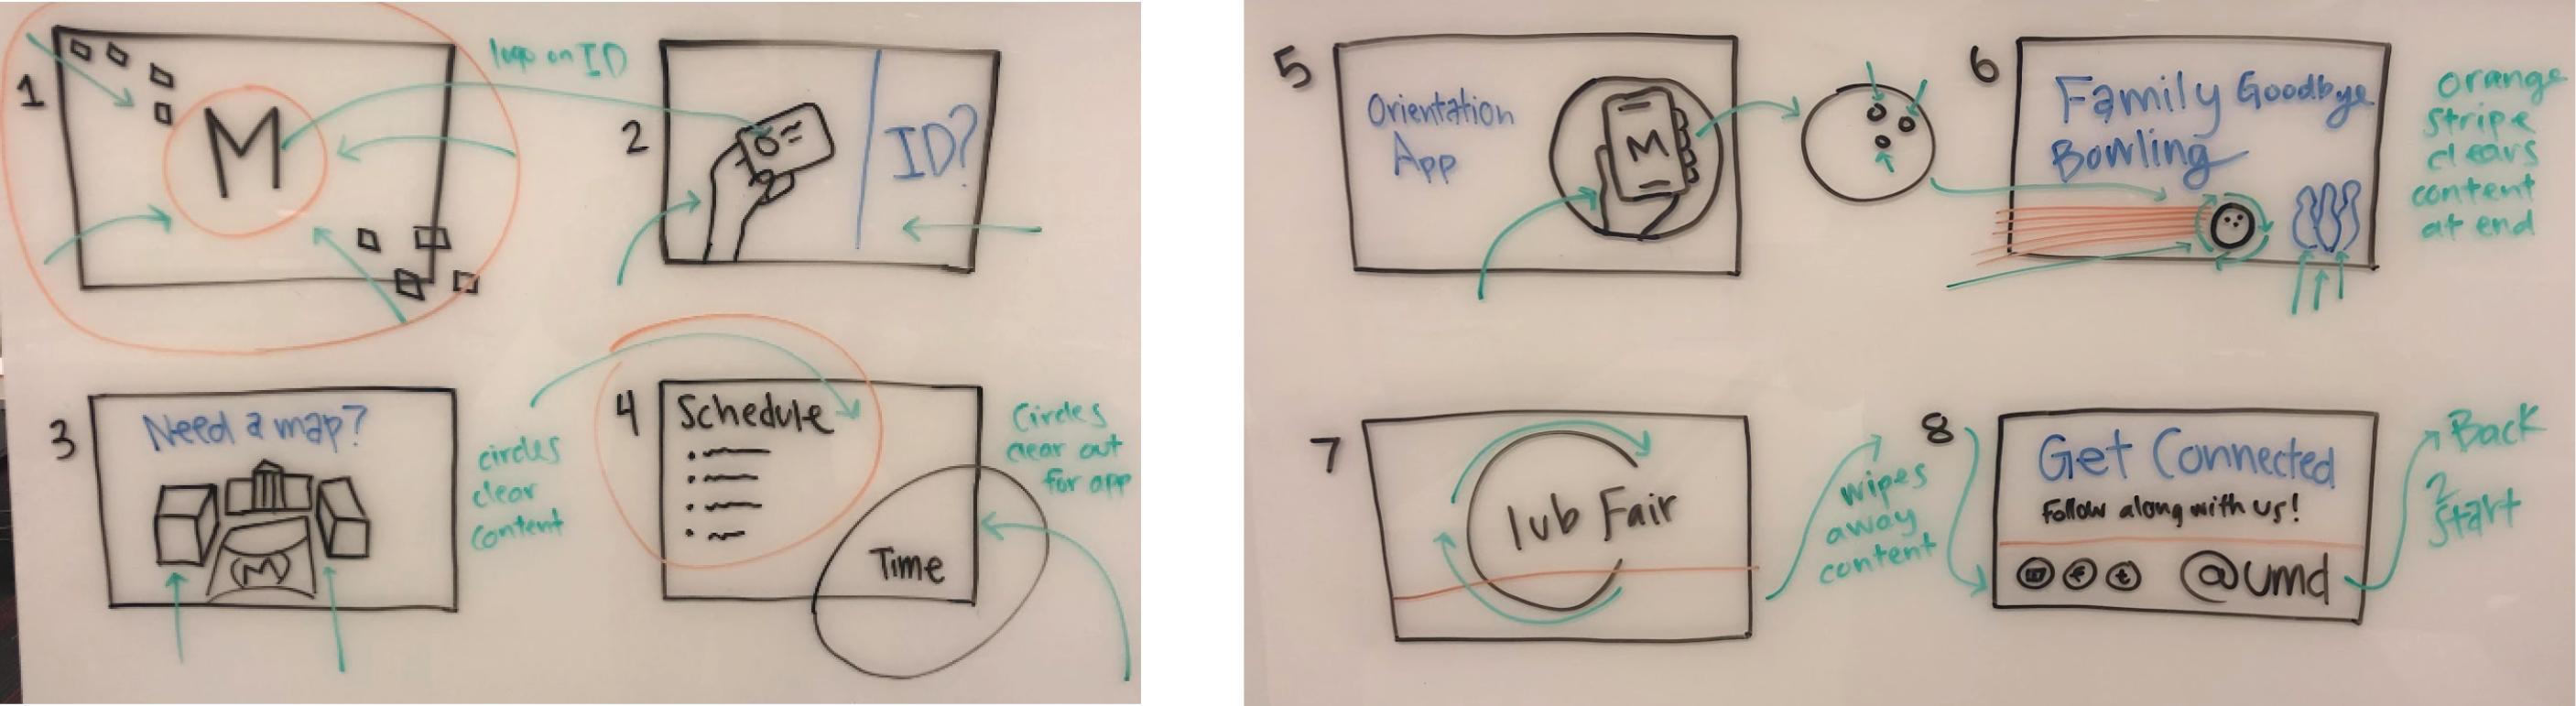 1
M
logo on ID
2
ID?
3
Need a map?
M
circles
clear
content
4
Schedule
Time
Circles
clear out
for app
5
Orientation
App
M
6
Family Goodbye
Bowling
orange
stripe
clears
content
at end
7
lub Fair
wipes
away
content
8
Get Connected
Follow along with us!
f t @umd
Back
2
Start